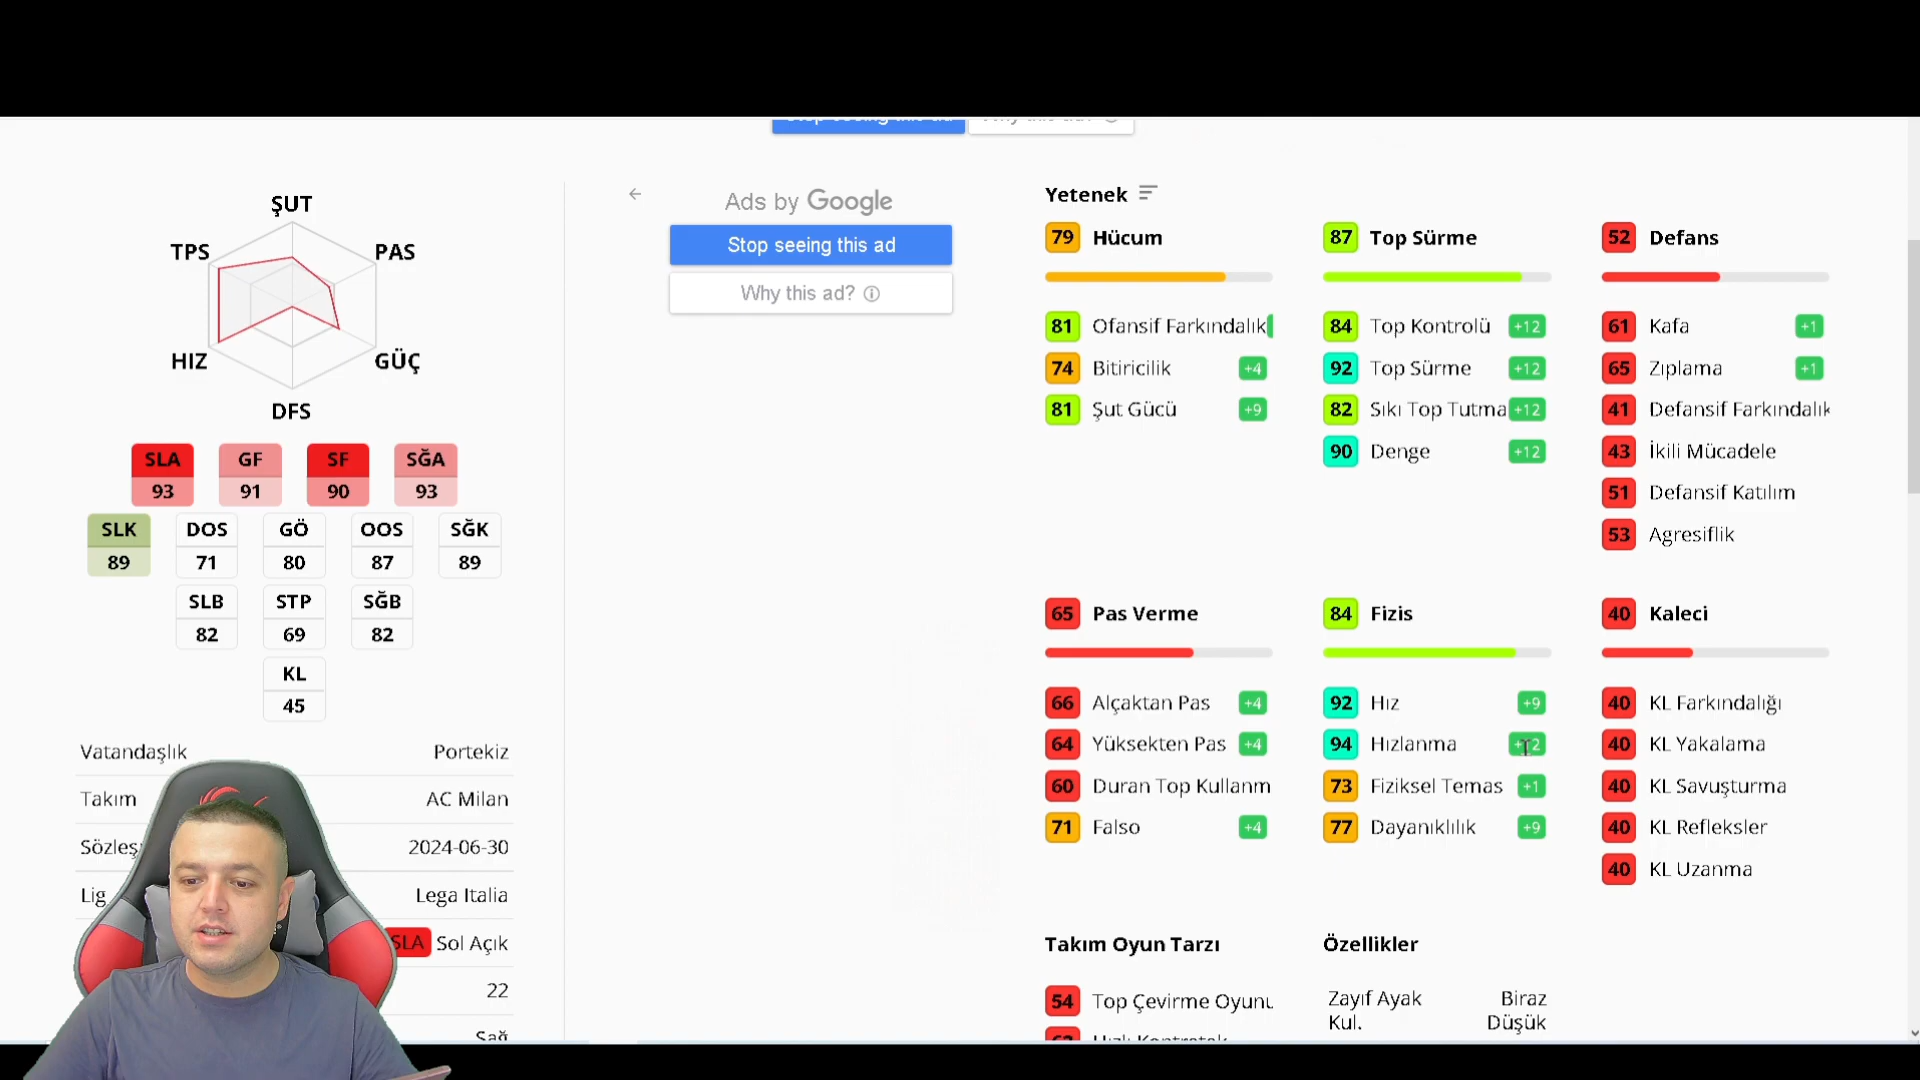 ŞUT
TPS
PAS
HIZ
GÜÇ
DFS
SLA GF SF SĞA
93 91 90 93
SLK DOS GÖ OOS SĞK
89 71 80 87 89
SLB STP SĞB
82 69 82
KL
45
Vatandaşlık Portekiz
Takım AC Milan
Sözleş 2024-06-30
Lig Lega Italia
SLA Sol Açık
22
Sağ
Ads by Google
Stop seeing this ad
Why this ad?
Yetenek
79 Hücum
81 Ofansif Farkındalık
74 Bitiricilik +4
81 Şut Gücü +9
87 Top Sürme
84 Top Kontrolü +12
92 Top Sürme +12
82 Sıkı Top Tutma +12
90 Denge +12
52 Defans
61 Kafa +1
65 Zıplama +1
41 Defansif Farkındalık
43 İkili Mücadele
51 Defansif Katılım
53 Agresiflik
65 Pas Verme
66 Alçaktan Pas +4
64 Yüksekten Pas +4
60 Duran Top Kullanm
71 Falso +4
84 Fizis
92 Hız +9
94 Hızlanma
73 Fiziksel Temas +1
77 Dayanıklılık +9
40 Kaleci
40 KL Farkındalığı
40 KL Yakalama
40 KL Savuşturma
40 KL Refleksler
40 KL Uzanma
Takım Oyun Tarzı
54 Top Çevirme Oyunu
Özellikler
Zayıf Ayak Biraz
Kul. Düşük